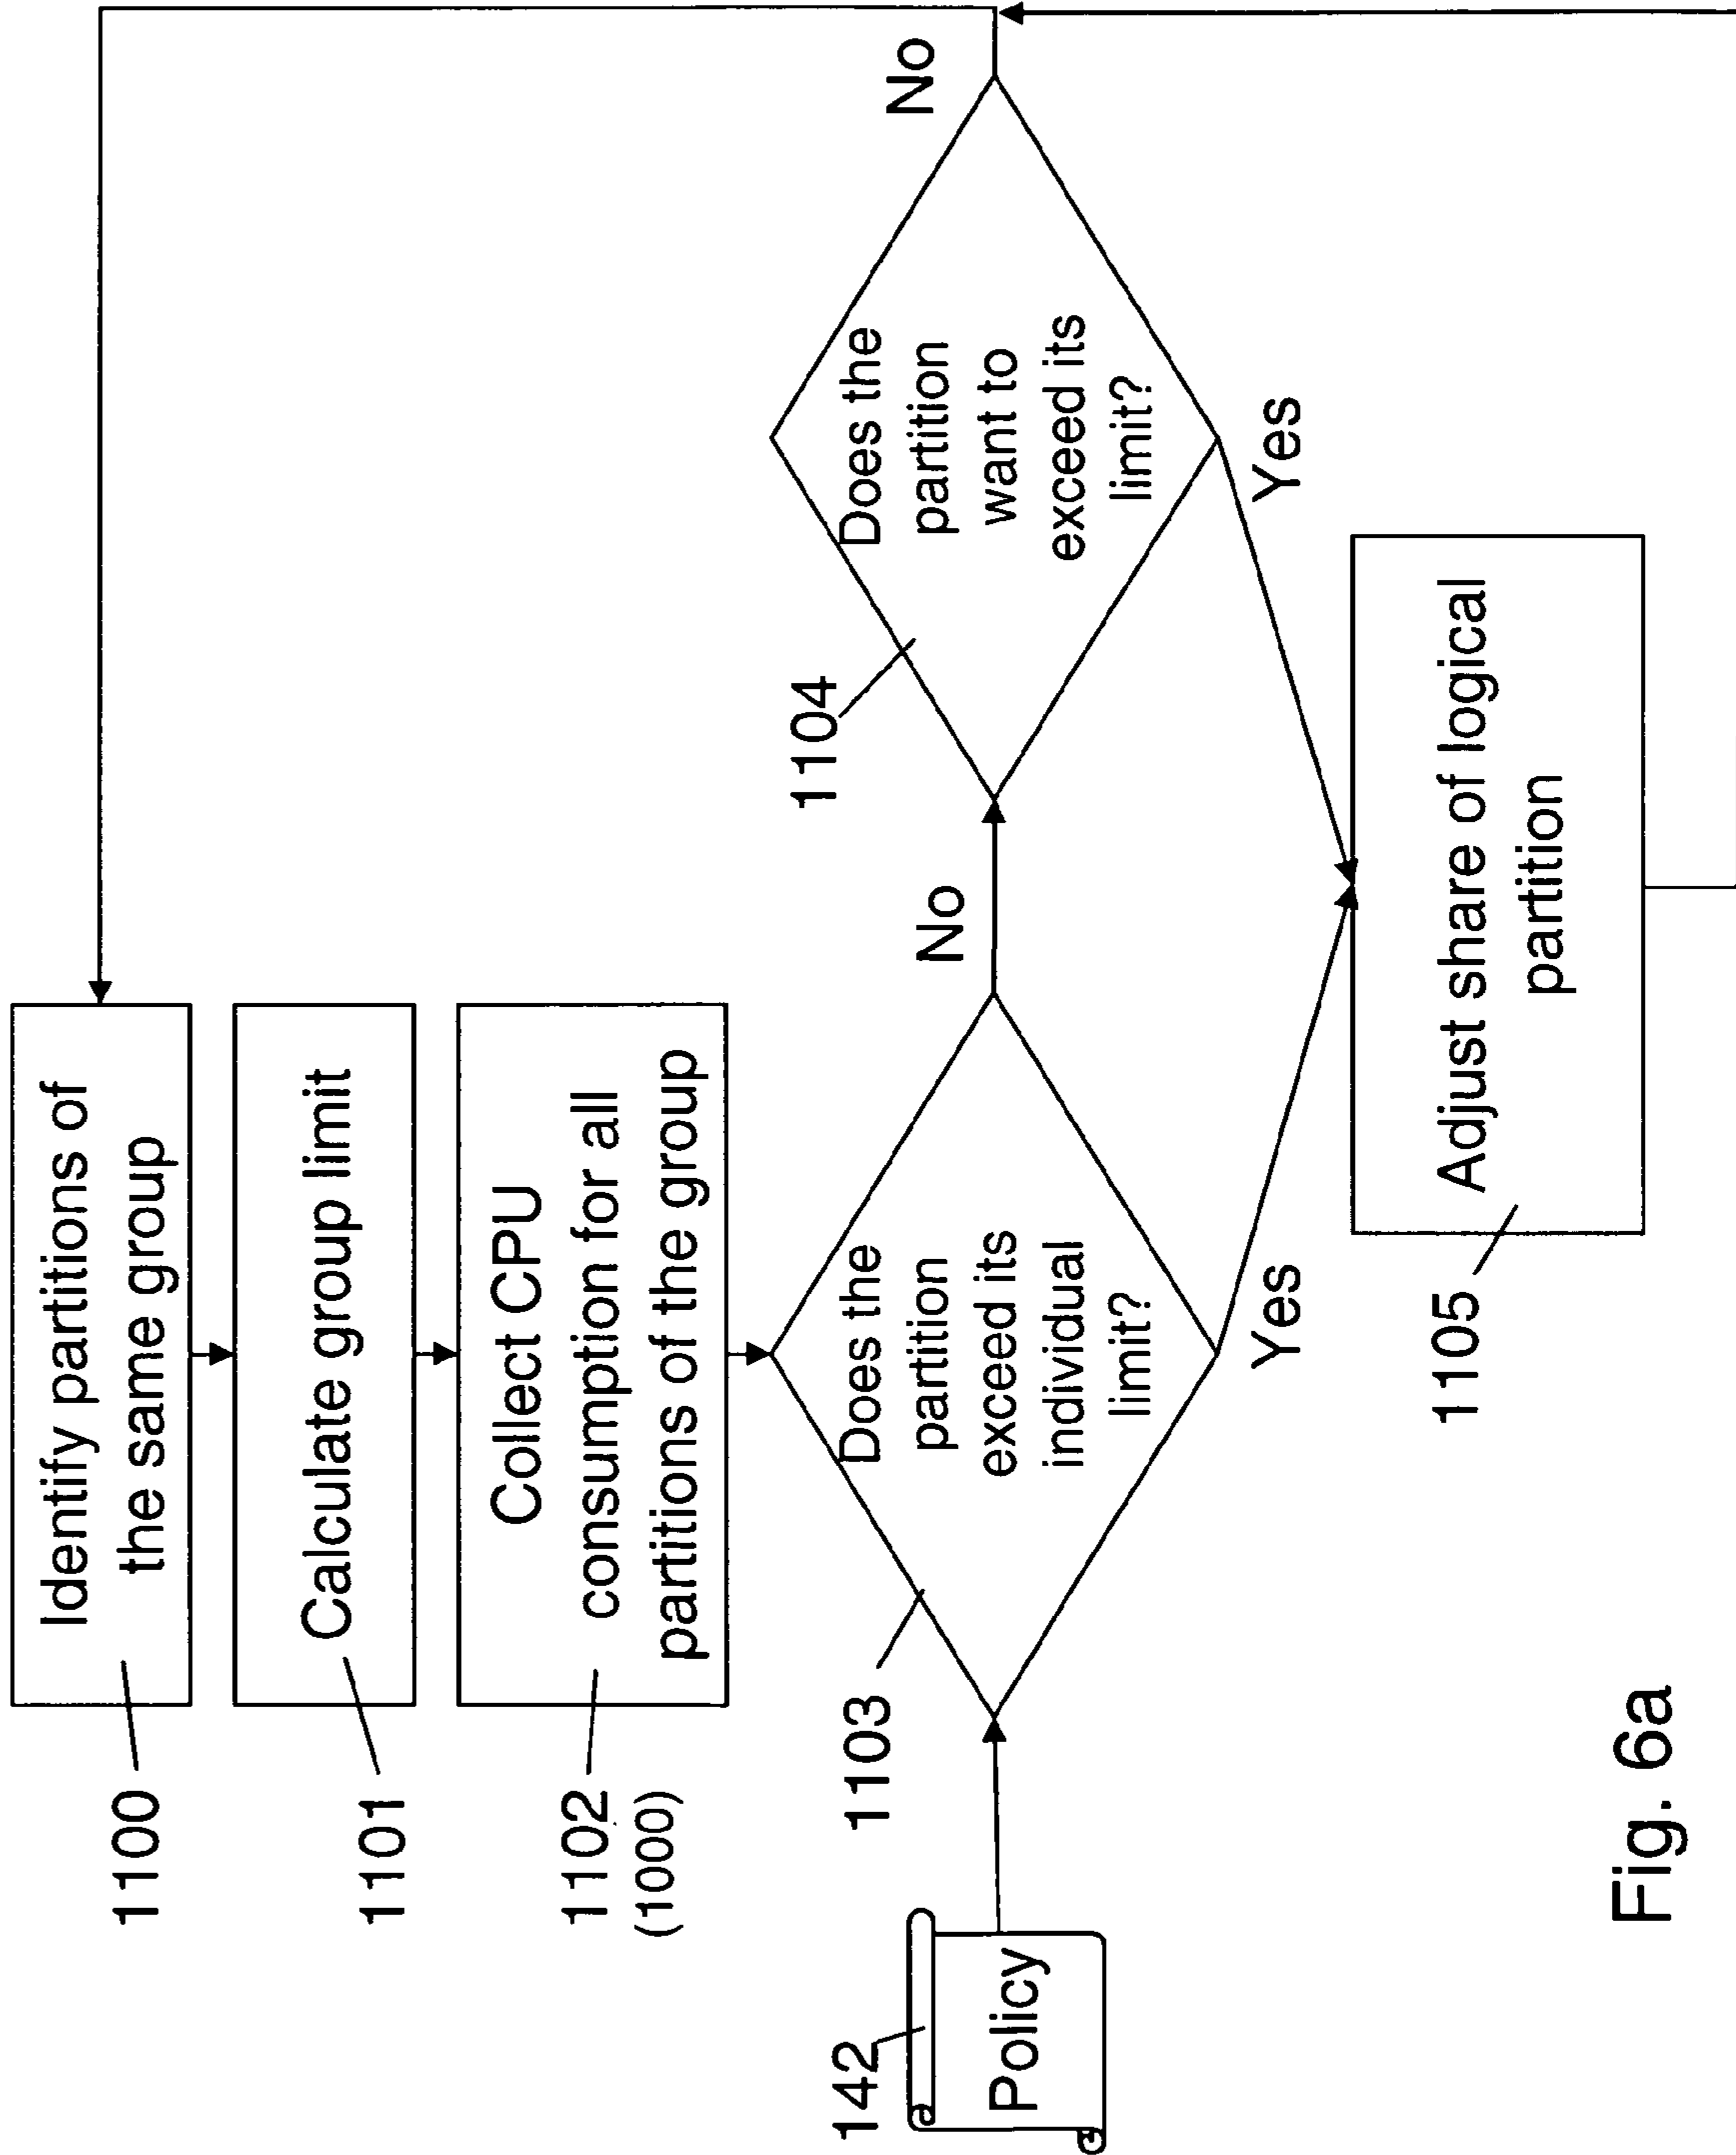 1100
Identify partitions of
the same group
1101
Calculate group limit
1102
(1000)
Collect CPU
consumption for all
partitions of the group
142
Policy
1103
Does the
partition
exceed its
individual
limit?
No
Yes
1104
Does the
partition
want to
exceed its
limit?
No
Yes
1105
Adjust share of logical
partition
Fig. 6a